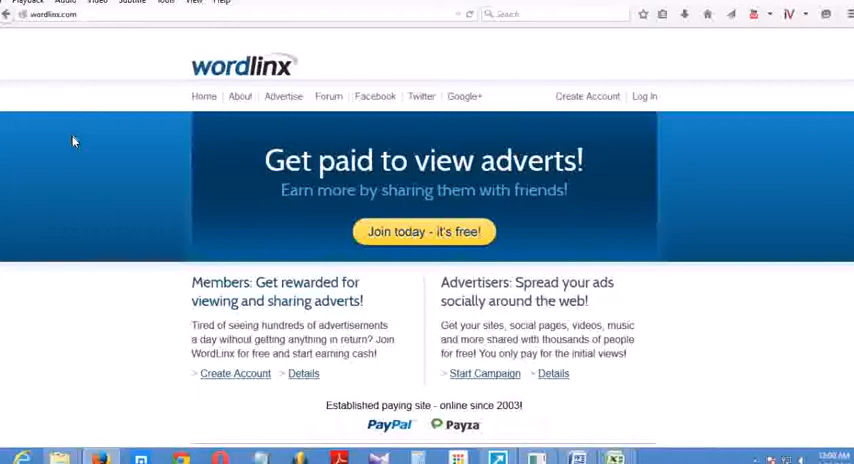 Playback Audio Video Subtitle Tools View Help
wordlinx.com
Search
wordlinx
Home About Advertise Forum Facebook Twitter Google+ Create Account Log In
Get paid to view adverts!
Earn more by sharing them with friends!
Join today - it's free!
Members: Get rewarded for
viewing and sharing adverts!
Tired of seeing hundreds of advertisements
a day without getting anything in return? Join
WordLinx for free and start earning cash!
> Create Account > Details
Advertisers: Spread your ads
socially around the web!
Get your sites, social pages, videos, music
and more shared with thousands of people
for free! You only pay for the initial views!
> Start Campaign > Details
Established paying site - online since 2003!
PayPal Payza